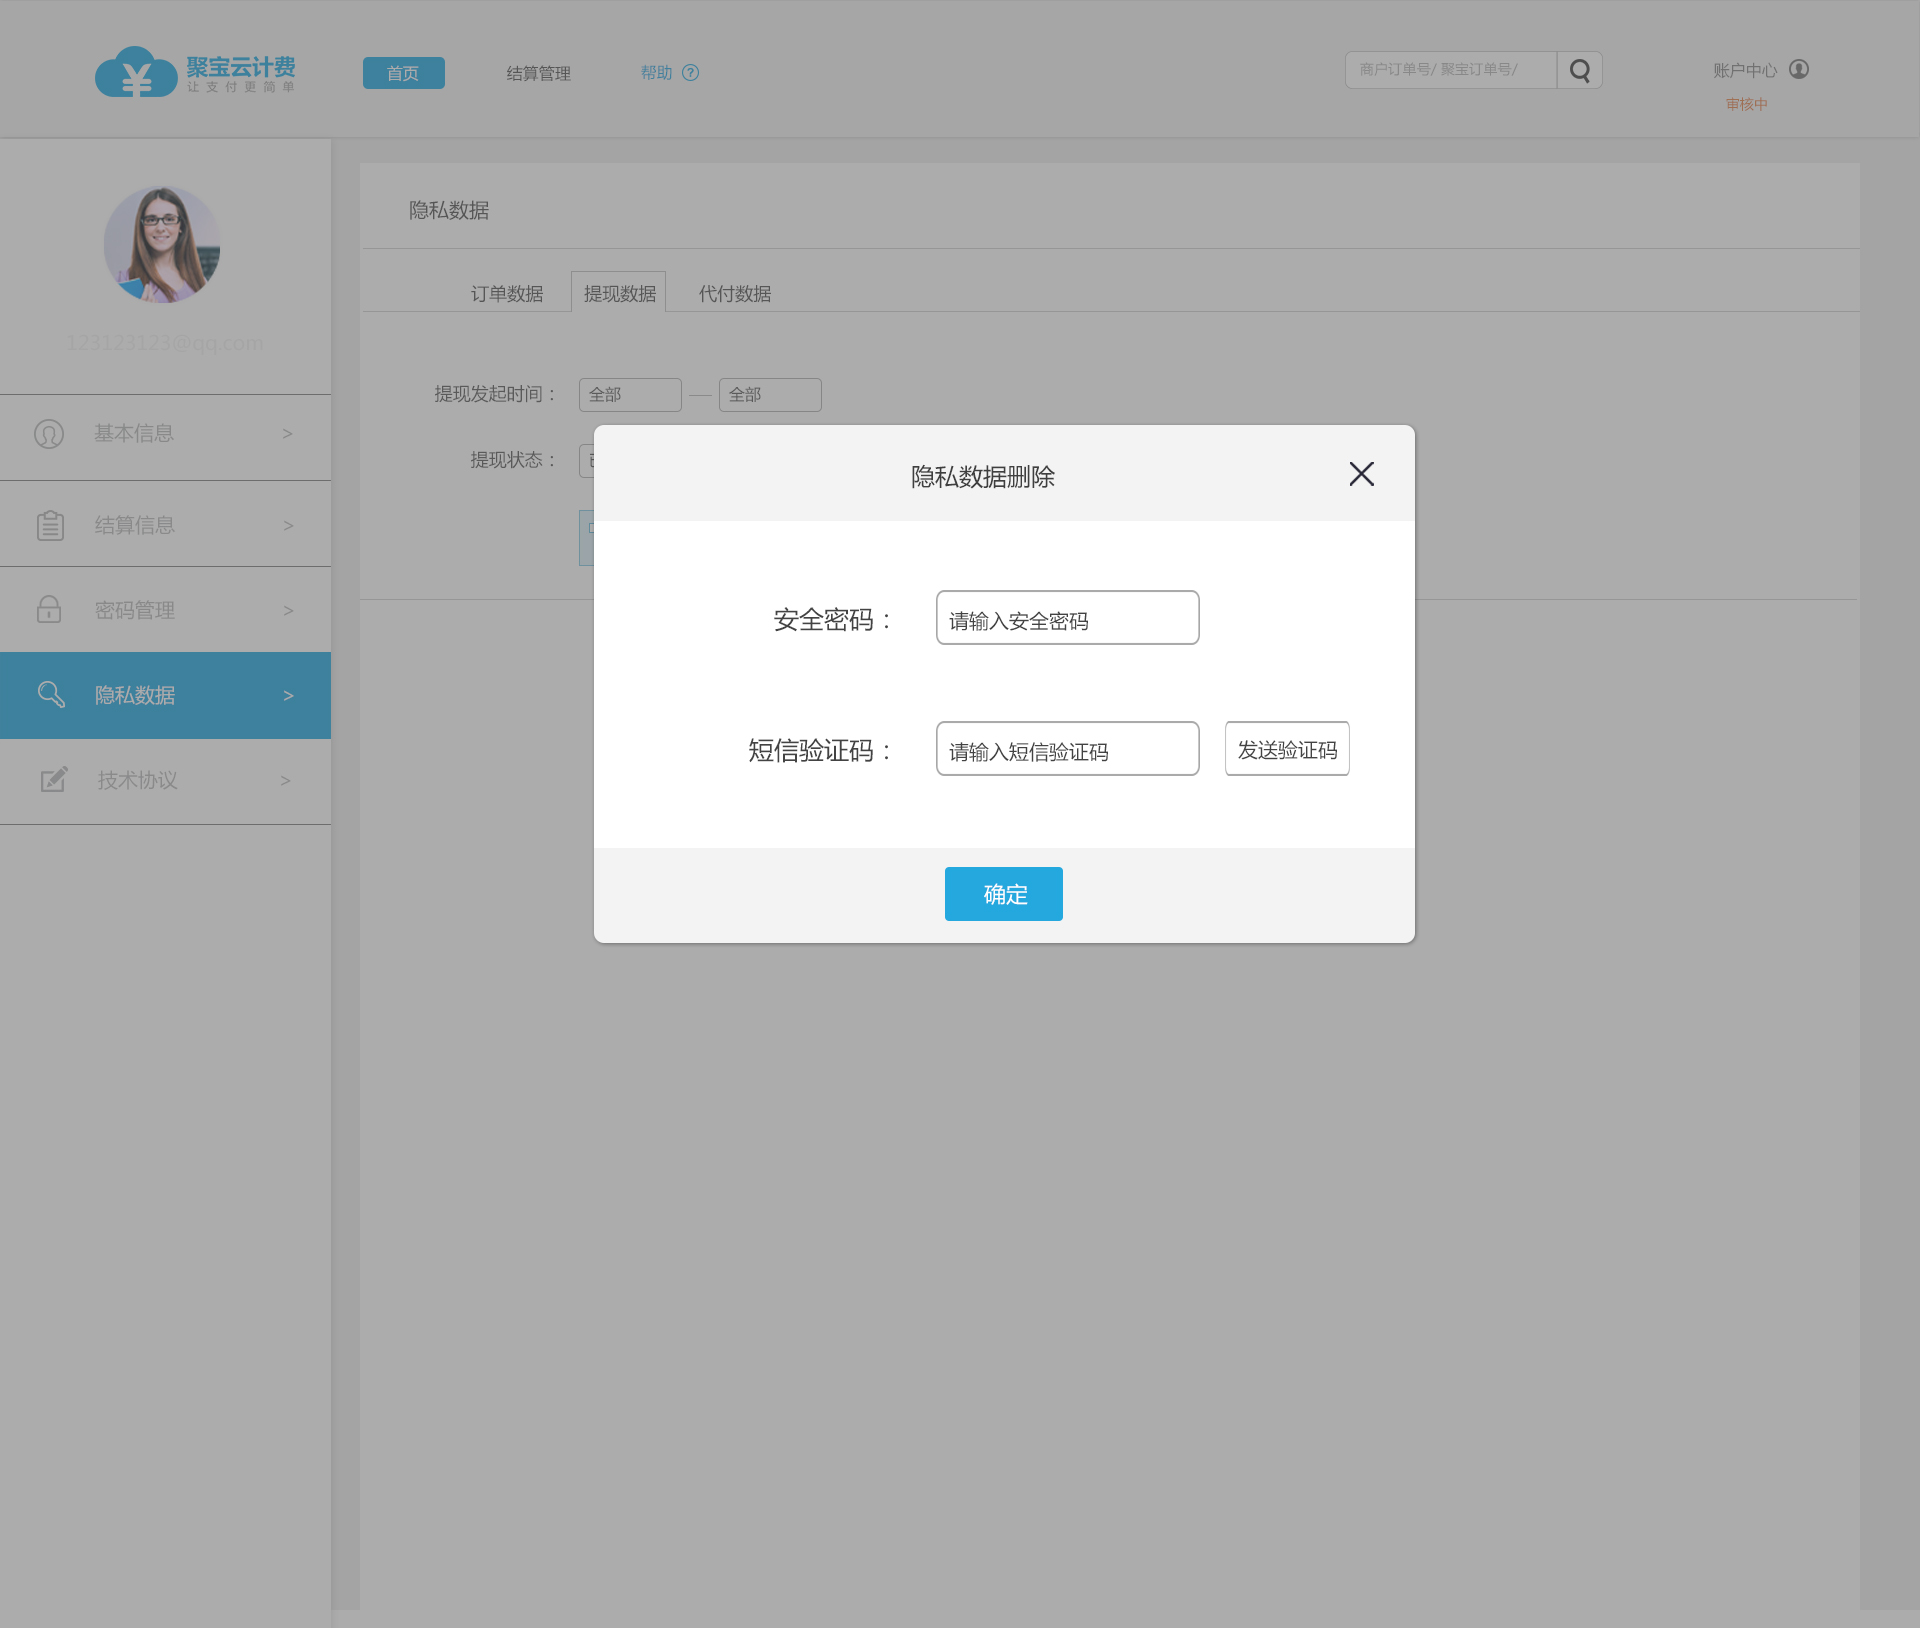 聚宝云计费
让支付更简单
首页
结算管理
帮助 ?
商户订单号/ 聚宝订单号/
账户中心
审核中
123123123@qq.com
基本信息 >
结算信息 >
密码管理 >
隐私数据 >
技术协议 >
隐私数据
订单数据 提现数据 代付数据
提现发起时间： 全部 — 全部
提现状态：
隐私数据删除
安全密码： 请输入安全密码
短信验证码： 请输入短信验证码 发送验证码
确定